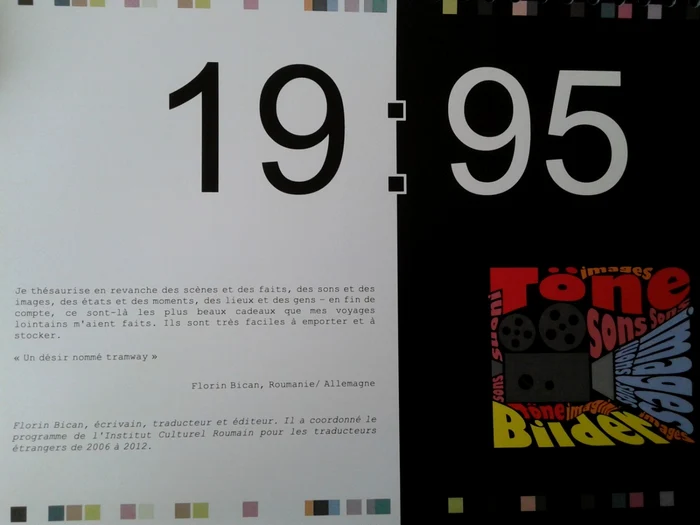 19:95
Je thésaurise en revanche des scènes et des faits, des sons et des
images, des états et des moments, des lieux et des gens – en fin de
compte, ce sont-là les plus beaux cadeaux que mes voyages
lointains m'aient faits. Ils sont très faciles à emporter et à
stocker.
« Un désir nommé tramway »
Florin Bican, Roumanie/ Allemagne
Florin Bican, écrivain, traducteur et éditeur. Il a coordonné le
programme de l'Institut Culturel Roumain pour les traducteurs
étrangers de 2006 à 2012.
images
Töne
sons
Sons
images
sons
Töne
Bilder
images